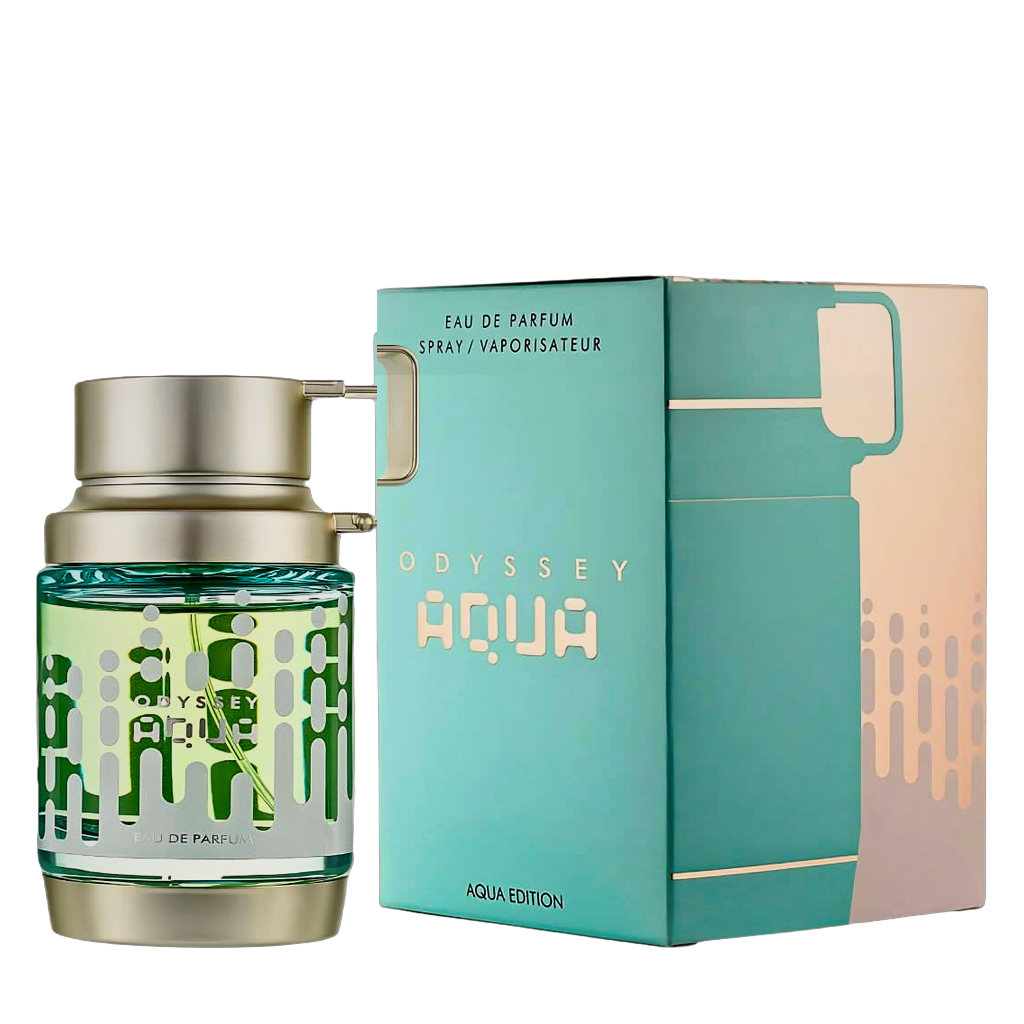 EAU DE PARFUM
SPRAY / VAPORISATEUR
ODYSSEY
AQUA
AQUA EDITION
ODYSSEY
AQUA
EAU DE PARFUM